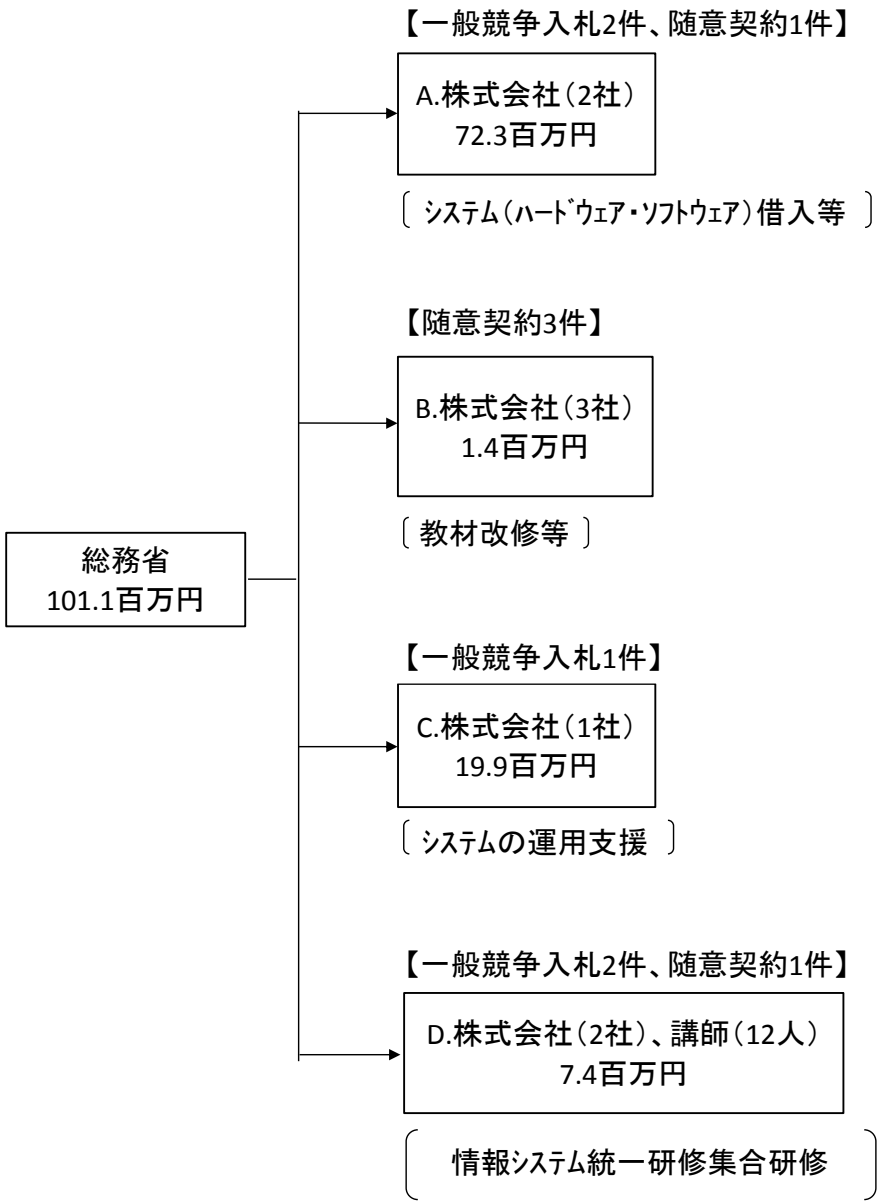 【一般競争入札2件、随意契約1件】
A.株式会社（2社）
72.3百万円
〔 システム（ハードウェア・ソフトウェア）借入等 〕
【随意契約3件】
B.株式会社（3社）
1.4百万円
〔 教材改修等 〕
総務省
101.1百万円
【一般競争入札1件】
C.株式会社（1社）
19.9百万円
〔 システムの運用支援 〕
【一般競争入札2件、随意契約1件】
D.株式会社（2社）、講師（12人）
7.4百万円
〔 情報システム統一研修集合研修 〕